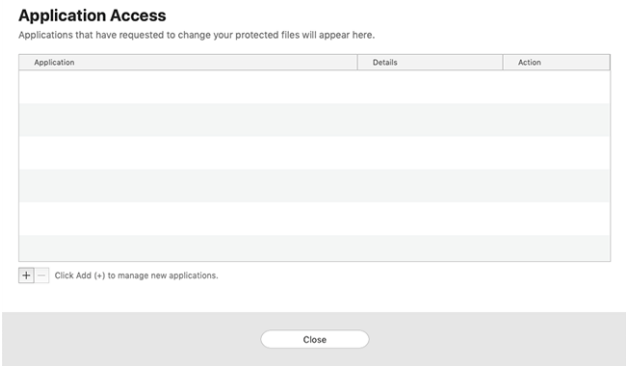 Application Access
Applications that have requested to change your protected files will appear here.
Application Details Action
+ − Click Add (+) to manage new applications.
Close